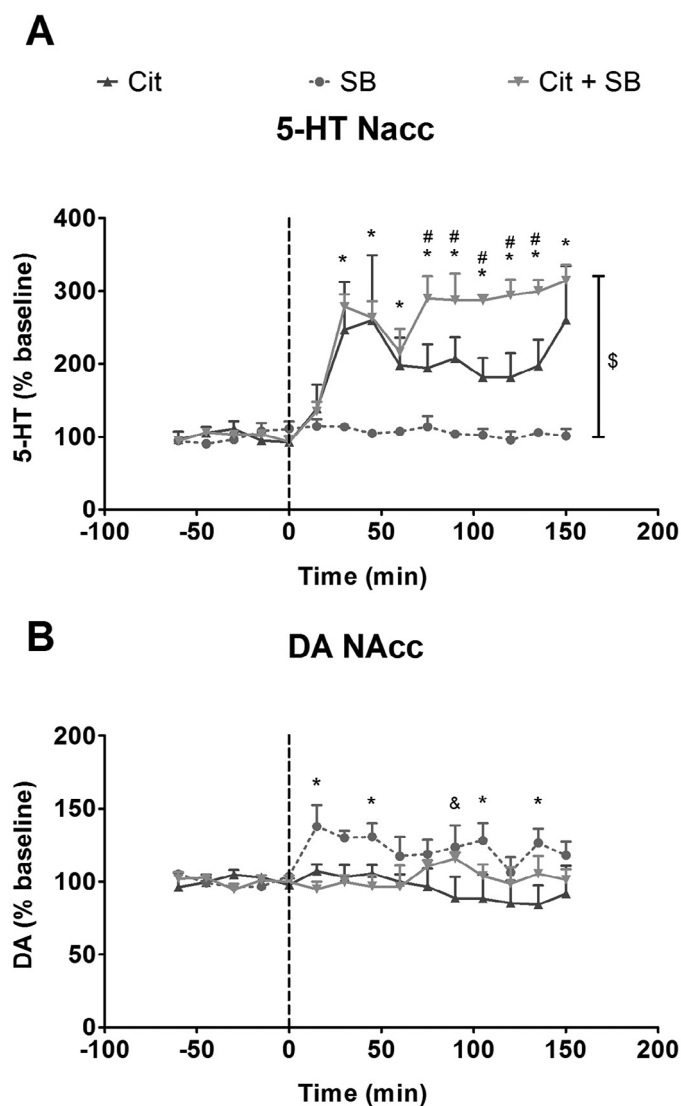 A
Cit SB Cit + SB
5-HT Nacc
5-HT (% baseline)
400
300
200
100
0
* * * # # # # # *
* * * * *
$
-100 -50 0 50 100 150 200
Time (min)
B
DA NAcc
DA (% baseline)
200
150
100
50
0
* * & * *
-100 -50 0 50 100 150 200
Time (min)